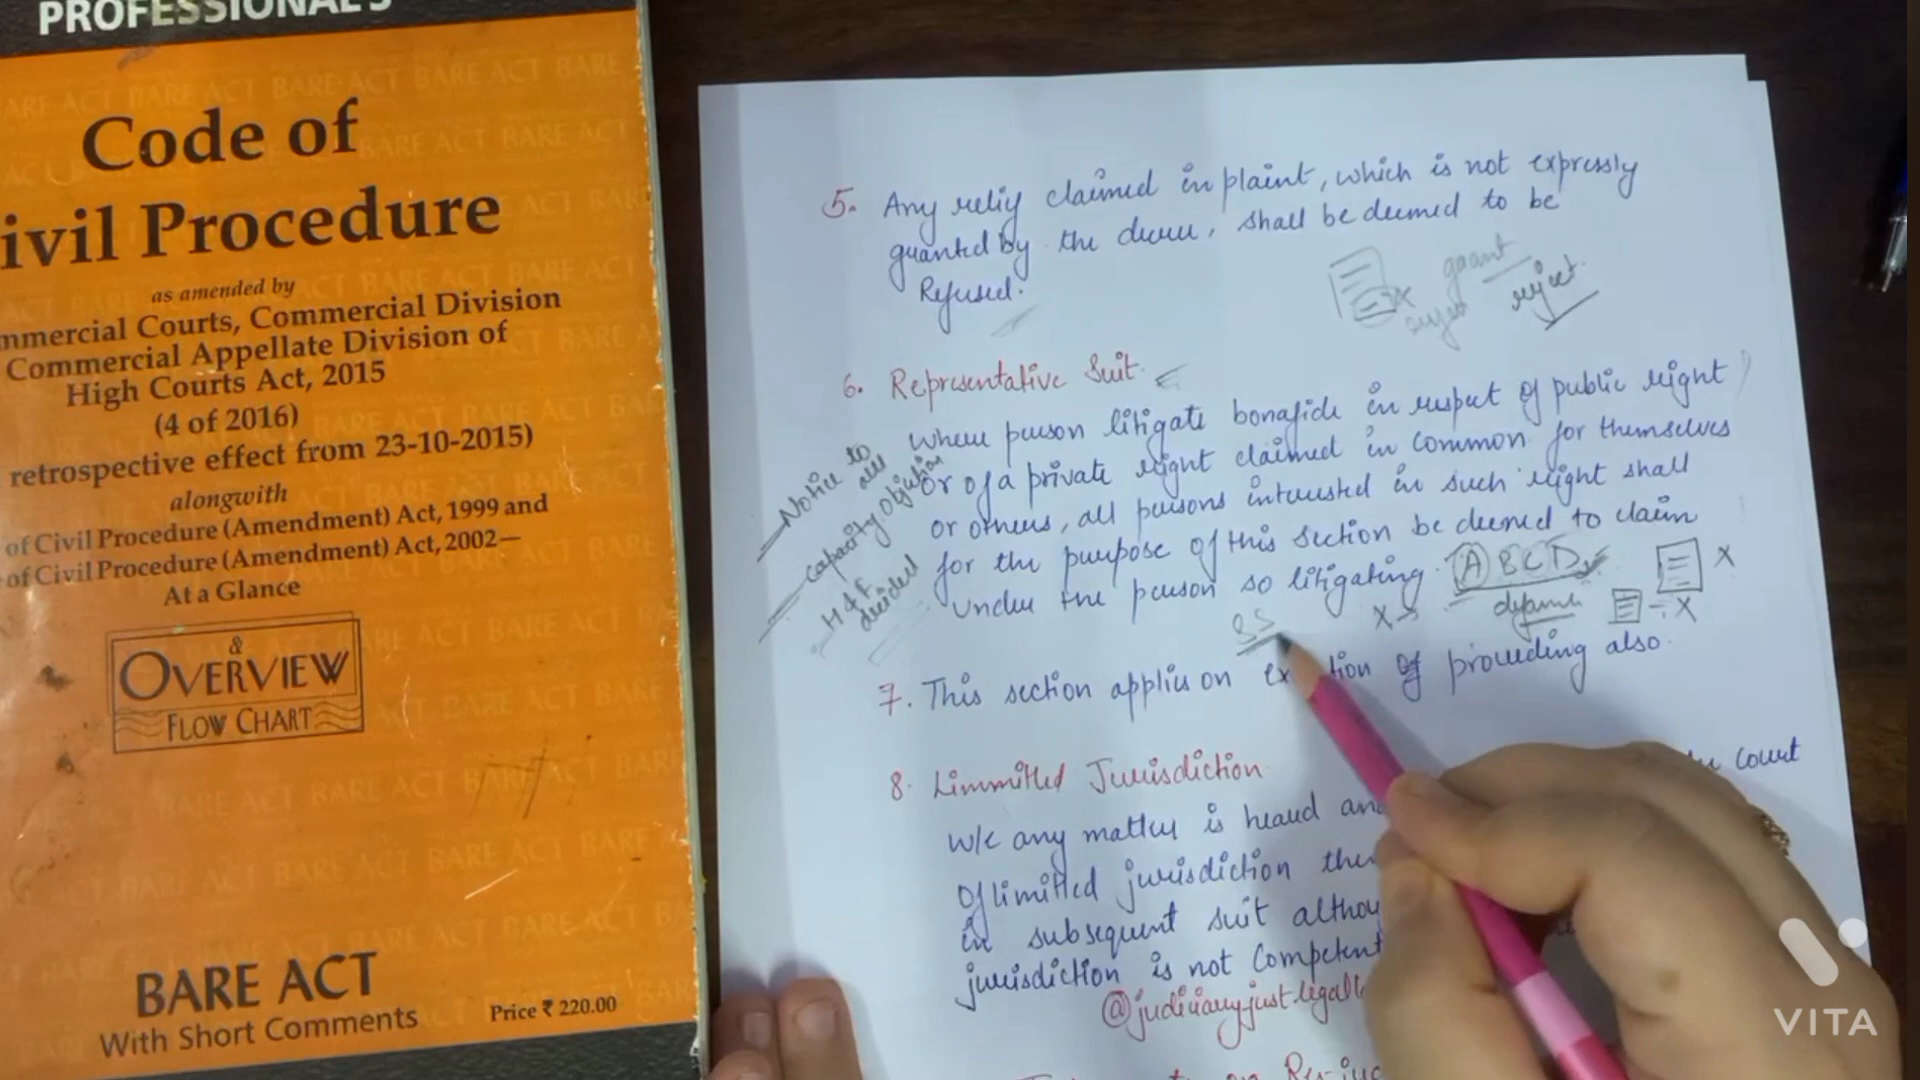 PROFESSIONAL'S
Code of
ivil Procedure
as amended by
mmercial Courts, Commercial Division
Commercial Appellate Division of
High Courts Act, 2015
(4 of 2016)
retrospective effect from 23-10-2015)
alongwith
of Civil Procedure (Amendment) Act, 1999 and
of Civil Procedure (Amendment) Act, 2002—
At a Glance
&
OVERVIEW
FLOW CHART
BARE ACT
With Short Comments
Price ₹ 220.00
5. Any relief claimed in plaint, which is not expressly
granted by the decree, shall be deemed to be
Refused.
grant
reject
6. Representative Suit
Where person litigate bonafide in respect of public right
or of a private right claimed in common for themselves
or others, all persons interested in such right shall
for the purpose of this section be deemed to claim
under the person so litigating.
Notice to
all
capacity objection
H & F
decided
A B C D
X
defame
X
X
7. This section applies on ex tion of proceeding also.
8. Limmitled Jurisdiction
court
W/c any matter is heard and
Of limitled jurisdiction the
in subsequent suit althou
jurisdiction is not Competent
@judiciaryjust.legal
on Res-juc
VITA